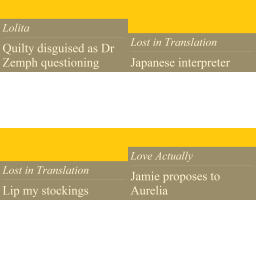 Lolita
Quilty disguised as Dr
Zemph questioning
Lost in Translation
Japanese interpreter
Lost in Translation
Lip my stockings
Love Actually
Jamie proposes to
Aurelia